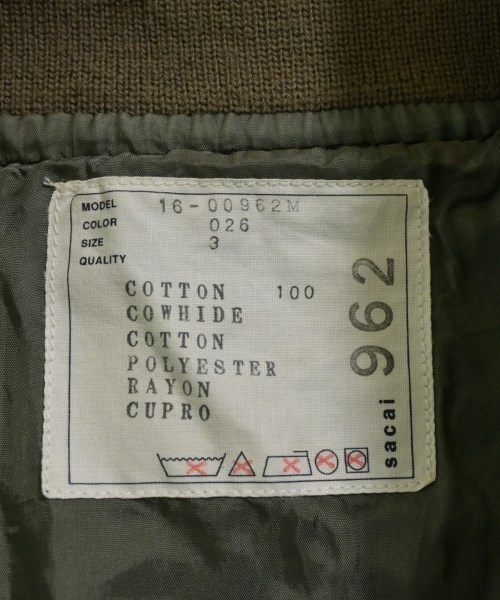 MODEL 16-00962M
COLOR 026
SIZE 3
QUALITY
COTTON 100
COWHIDE
COTTON
POLYESTER
RAYON
CUPRO
962
sacai